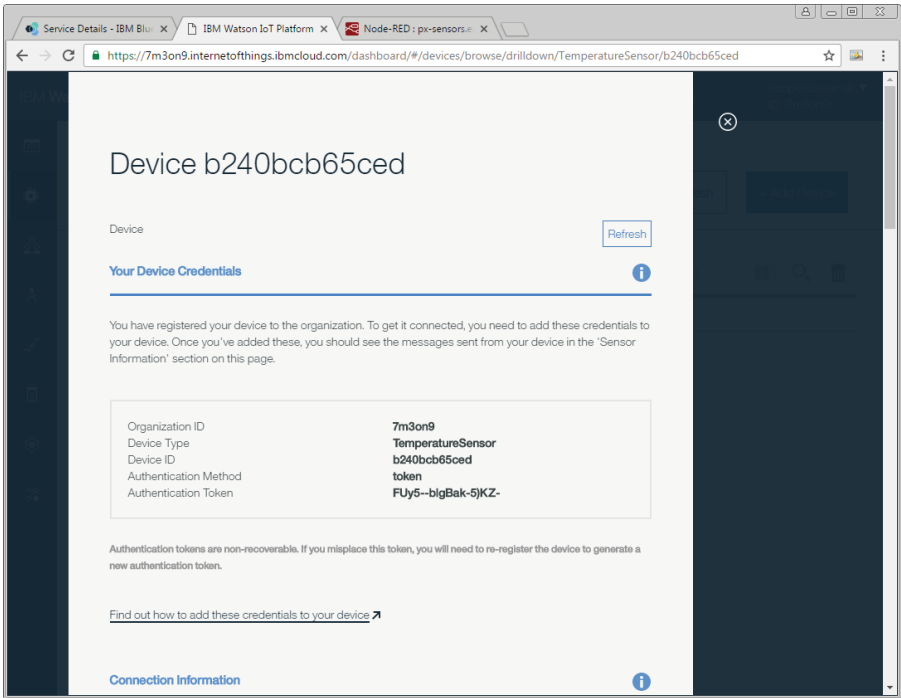 Service Details - IBM Blu
IBM Watson IoT Platform
Node-RED : px-sensors.e
https://7m3on9.internetofthings.ibmcloud.com/dashboard/#/devices/browse/drilldown/TemperatureSensor/b240bcb65ced
Device b240bcb65ced
Device
Refresh
Your Device Credentials
You have registered your device to the organization. To get it connected, you need to add these credentials to
your device. Once you've added these, you should see the messages sent from your device in the 'Sensor
Information' section on this page.
Organization ID 7m3on9
Device Type TemperatureSensor
Device ID b240bcb65ced
Authentication Method token
Authentication Token FUy5--blgBak-5)KZ-
Authentication tokens are non-recoverable. If you misplace this token, you will need to re-register the device to generate a
new authentication token.
Find out how to add these credentials to your device
Connection Information